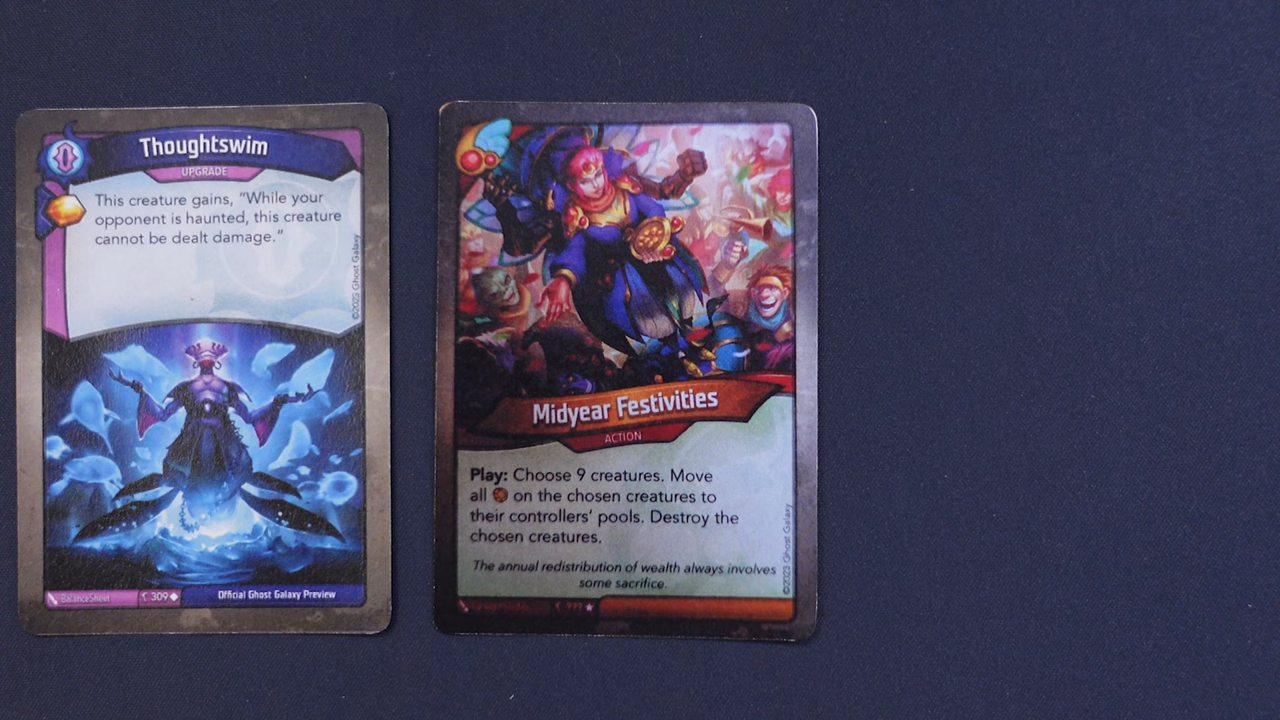 Thoughtswim
UPGRADE
This creature gains, “While your
opponent is haunted, this creature
cannot be dealt damage.”
©2023 Ghost Galaxy
BalanceSheet
309
Official Ghost Galaxy Preview
Midyear Festivities
ACTION
Play: Choose 9 creatures. Move
all on the chosen creatures to
their controllers’ pools. Destroy the
chosen creatures.
The annual redistribution of wealth always involves
some sacrifice.
©2023 Ghost Galaxy
???